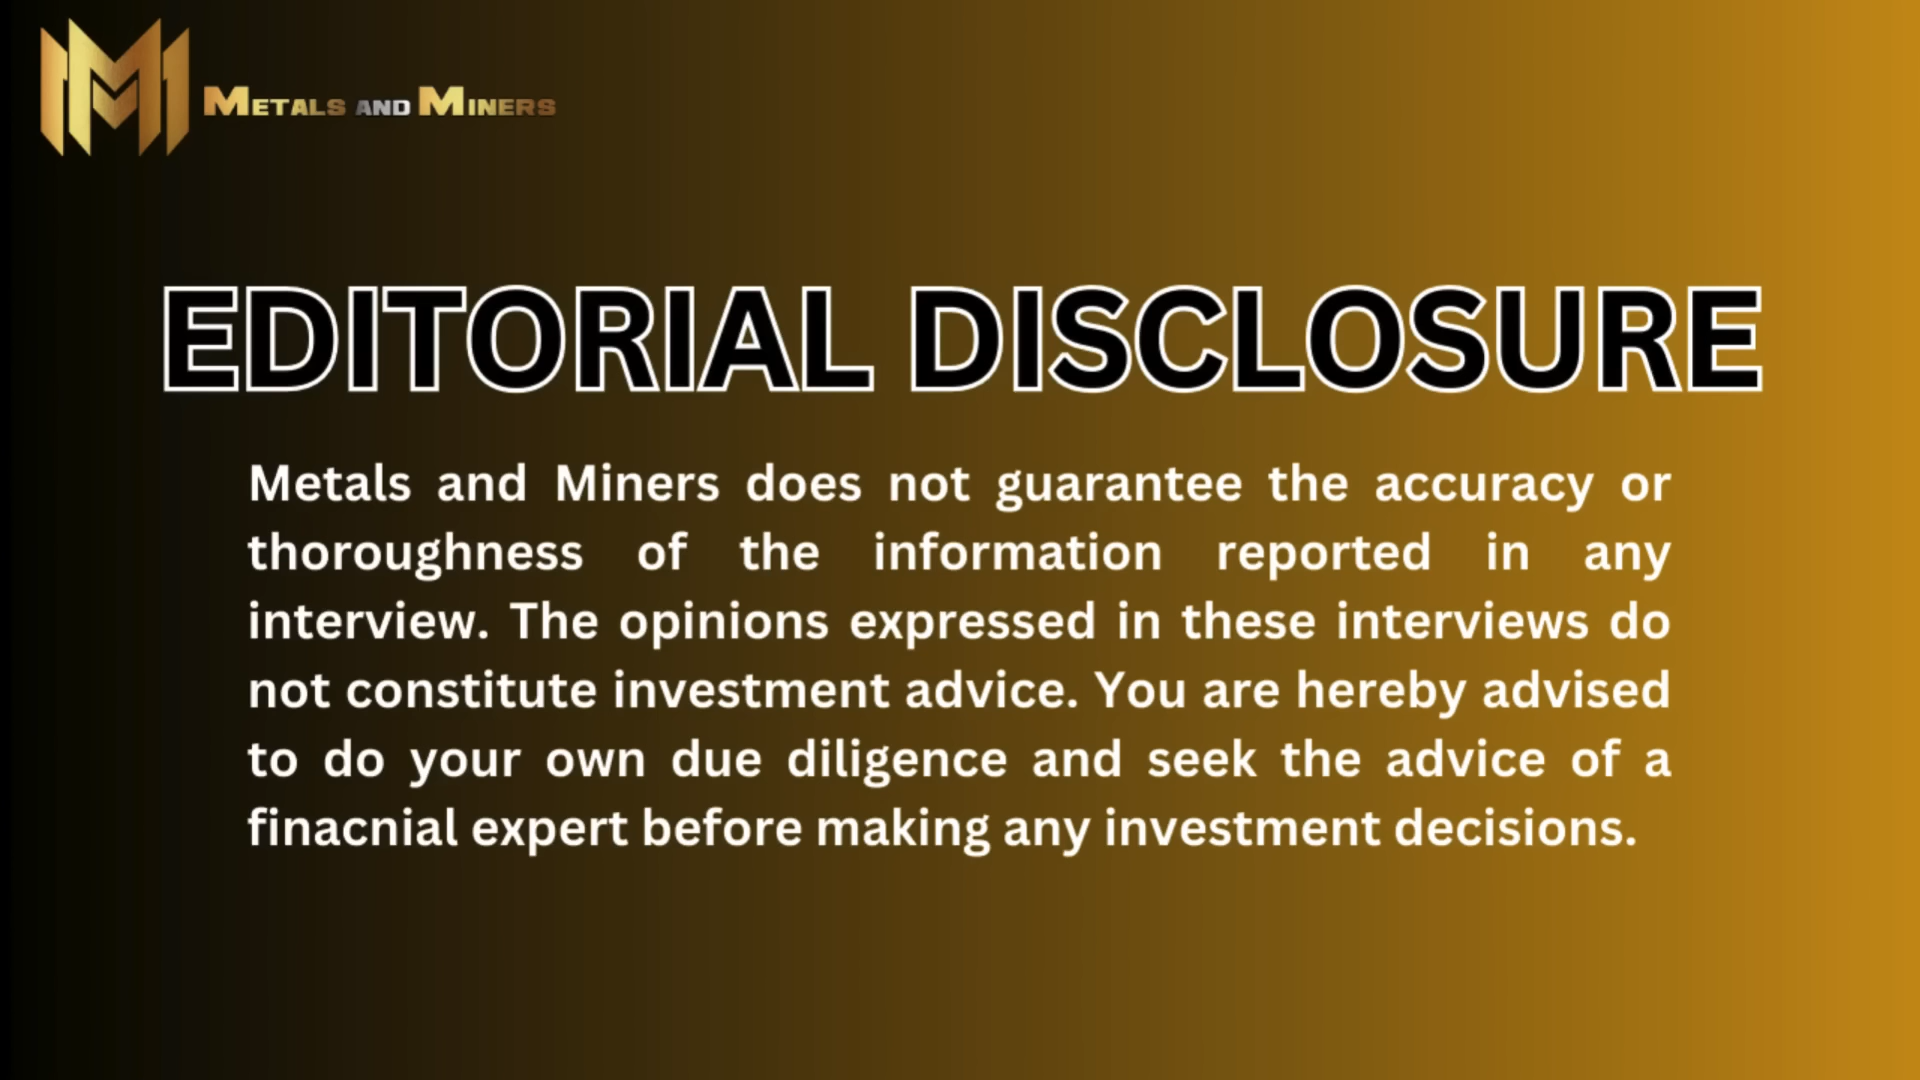 METALS AND MINERS
EDITORIAL DISCLOSURE
Metals and Miners does not guarantee the accuracy or
thoroughness of the information reported in any
interview. The opinions expressed in these interviews do
not constitute investment advice. You are hereby advised
to do your own due diligence and seek the advice of a
finacnial expert before making any investment decisions.